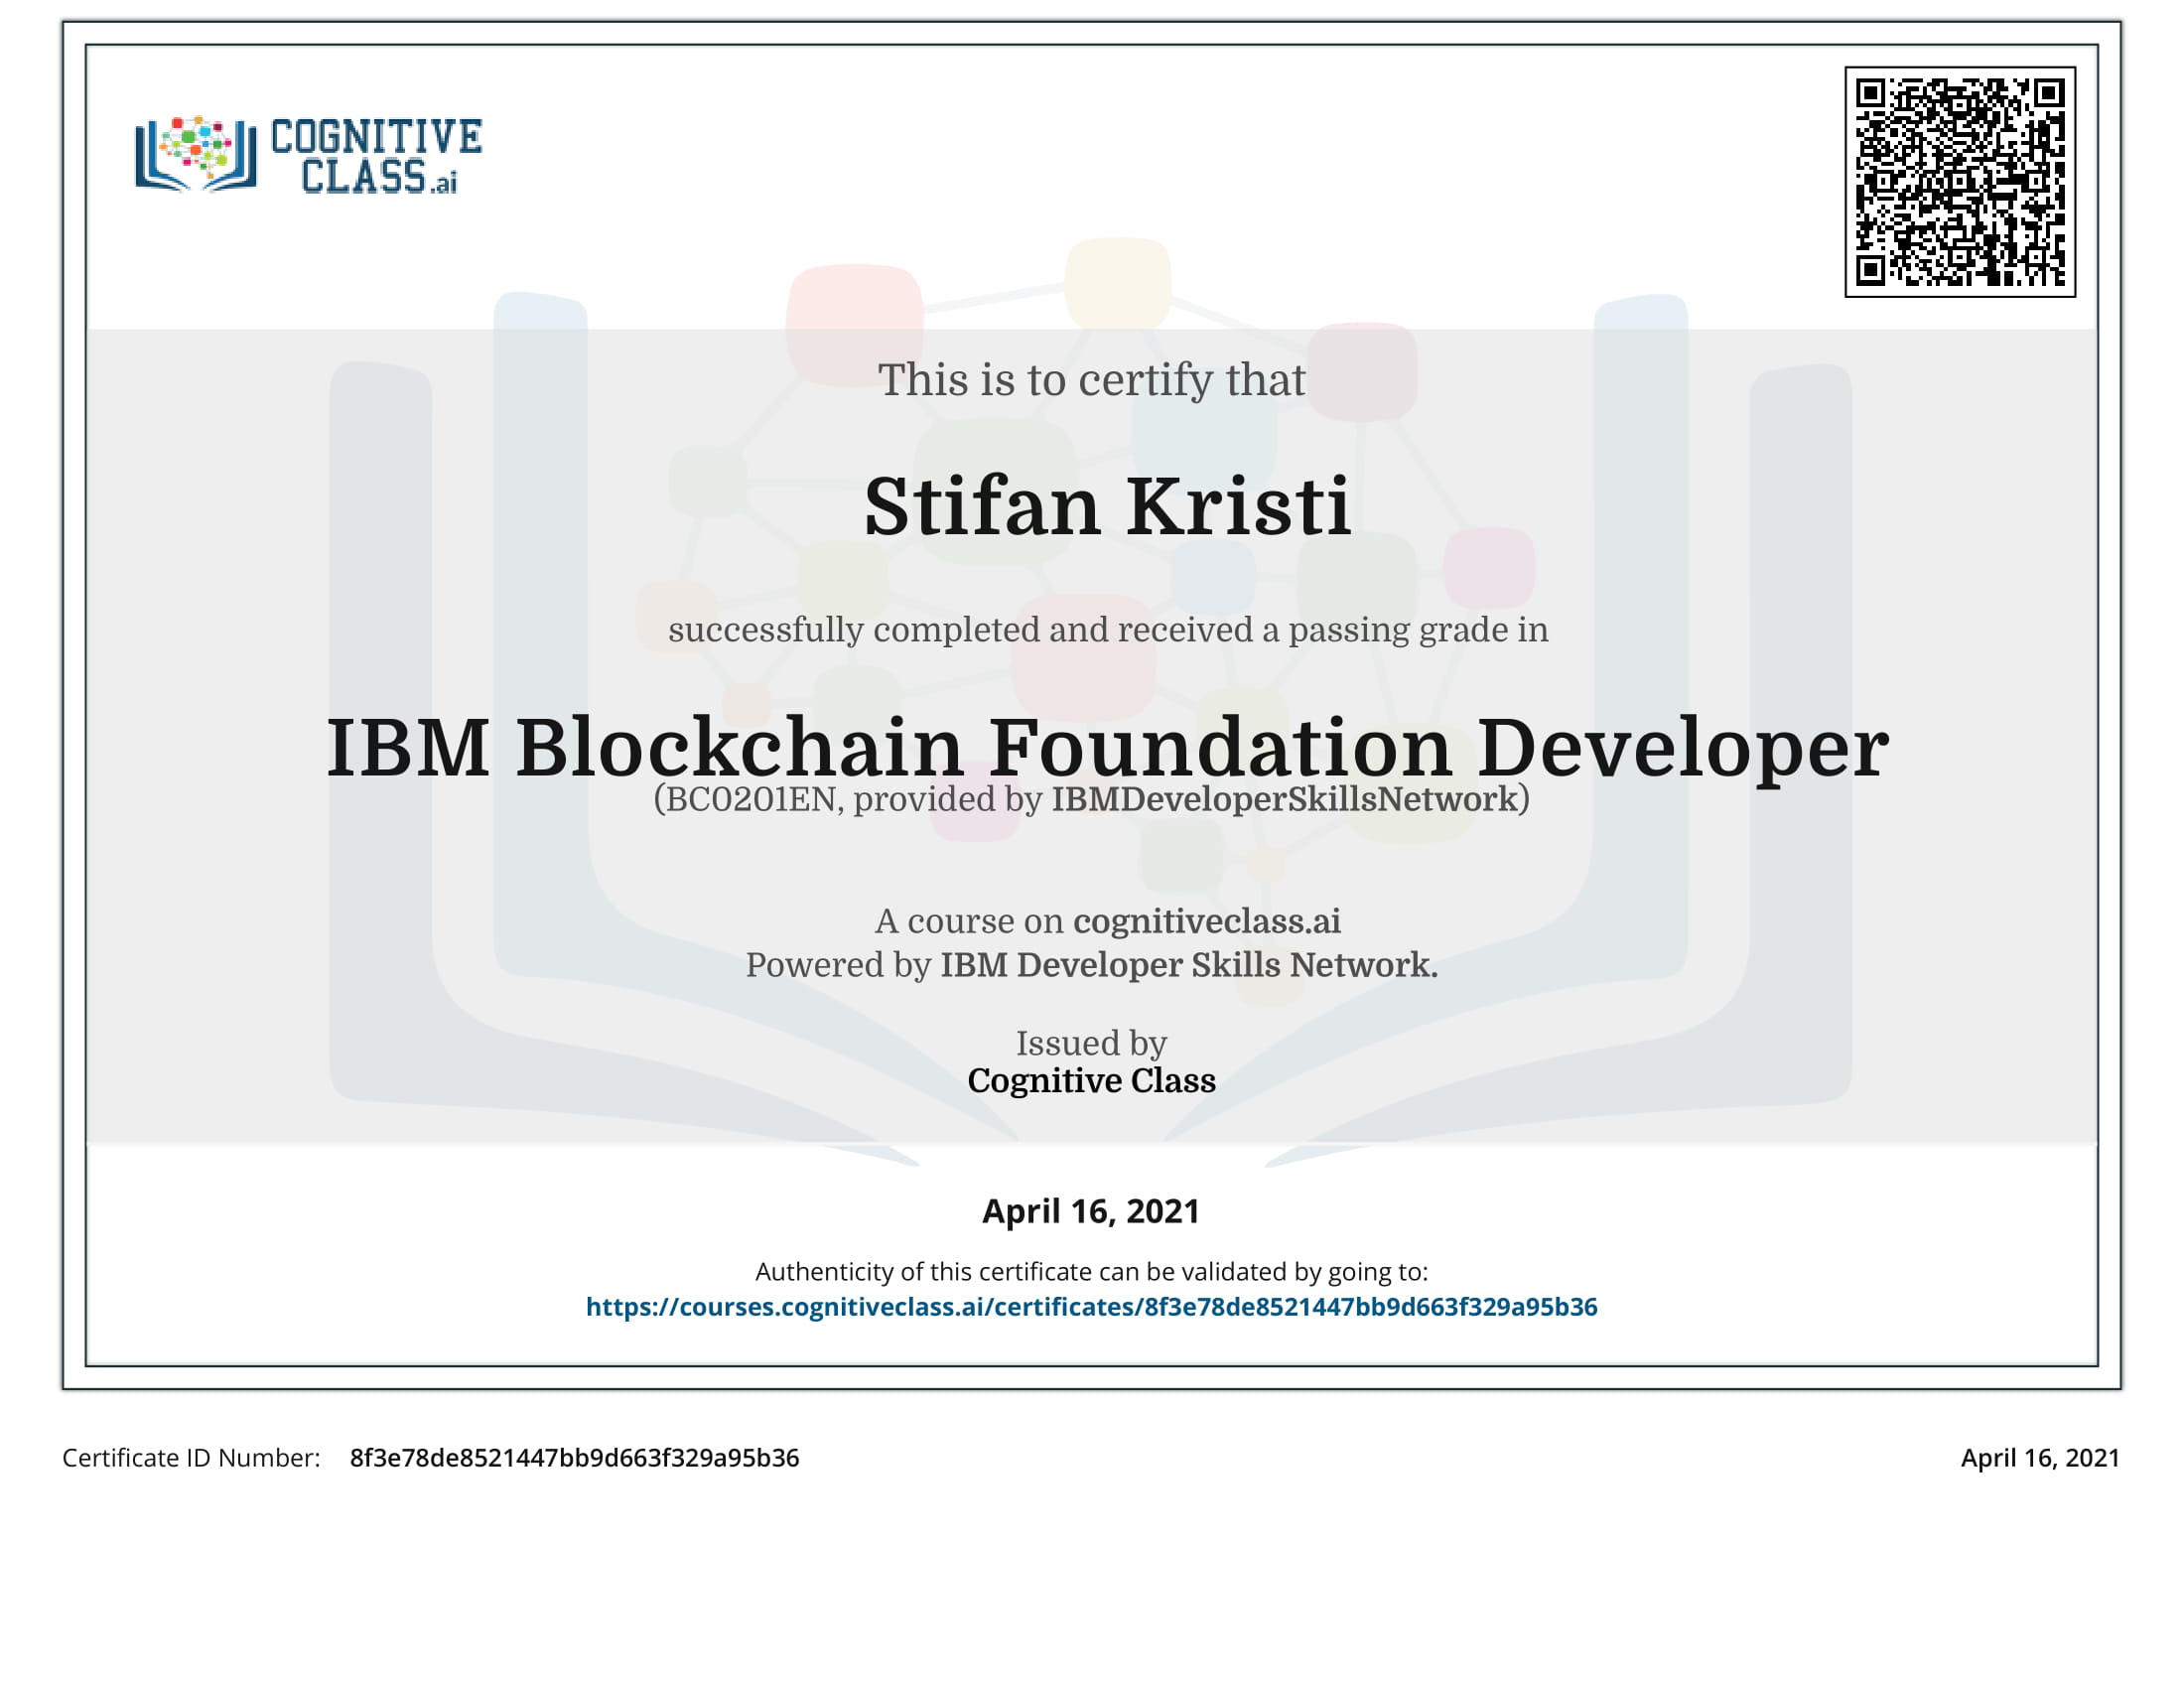 COGNITIVE
CLASS.ai
This is to certify that
Stifan Kristi
successfully completed and received a passing grade in
IBM Blockchain Foundation Developer
(BC0201EN, provided by IBMDeveloperSkillsNetwork)
A course on cognitiveclass.ai
Powered by IBM Developer Skills Network.
Issued by
Cognitive Class
April 16, 2021
Authenticity of this certificate can be validated by going to:
https://courses.cognitiveclass.ai/certificates/8f3e78de8521447bb9d663f329a95b36
Certificate ID Number: 8f3e78de8521447bb9d663f329a95b36
April 16, 2021